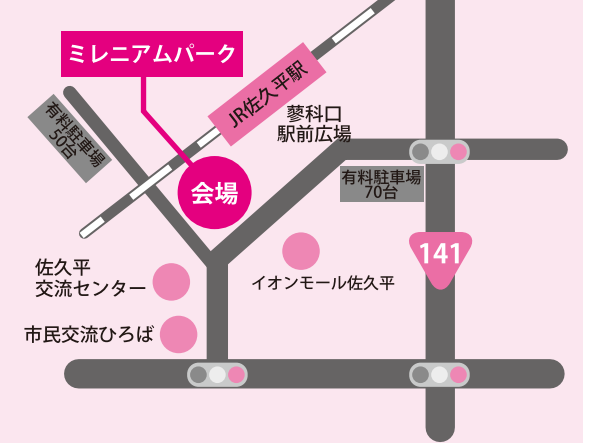 ミレニアムパーク
JR佐久平駅
蓼科口
駅前広場
有料駐車場
50台
会場
有料駐車場
70台
141
佐久平
交流センター
イオンモール佐久平
市民交流ひろば